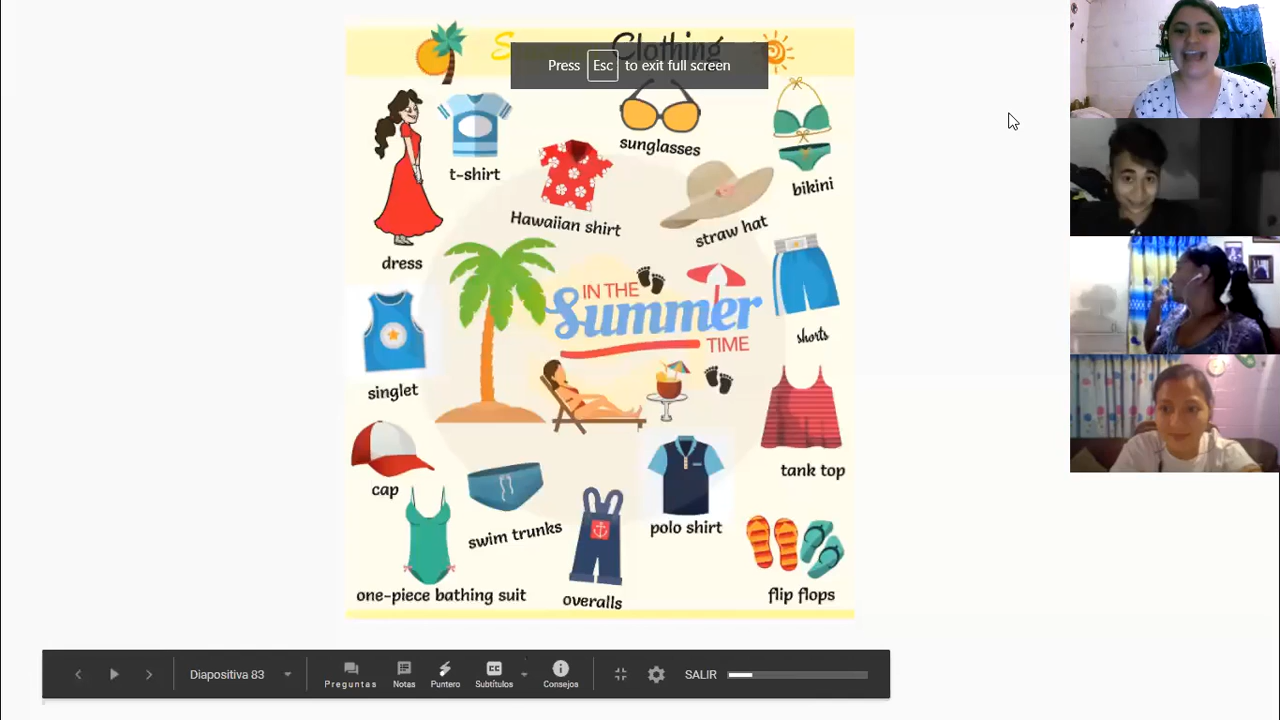 Clothing
Press Esc to exit full screen
sunglasses
t-shirt
bikini
Hawaiian shirt
straw hat
dress
IN THE
Summer
TIME
shorts
singlet
tank top
cap
swim trunks
polo shirt
one-piece bathing suit
overalls
flip flops
Diapositiva 83
Preguntas
Notas
Puntero
CC
Subtítulos
Consejos
SALIR